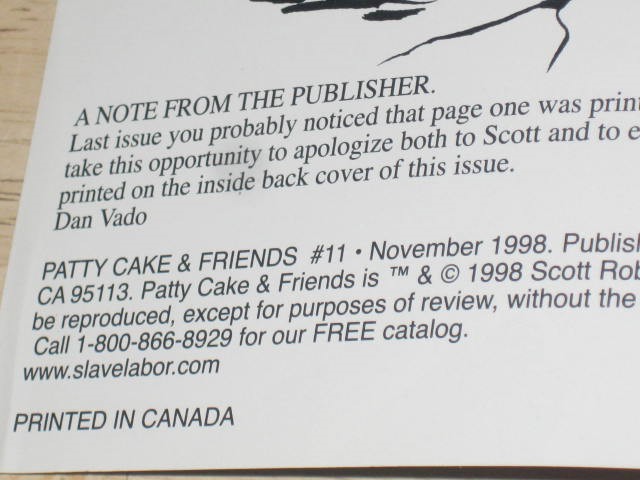 A NOTE FROM THE PUBLISHER.
Last issue you probably noticed that page one was
take this opportunity to apologize both to Scott and to
printed on the inside back cover of this issue.
Dan Vado
PATTY CAKE & FRIENDS #11 • November 1998.
CA 95113. Patty Cake & Friends is ™ & © 1998 Scott
be reproduced, except for purposes of review, without the
Call 1-800-866-8929 for our FREE catalog.
www.slavelabor.com
PRINTED IN CANADA